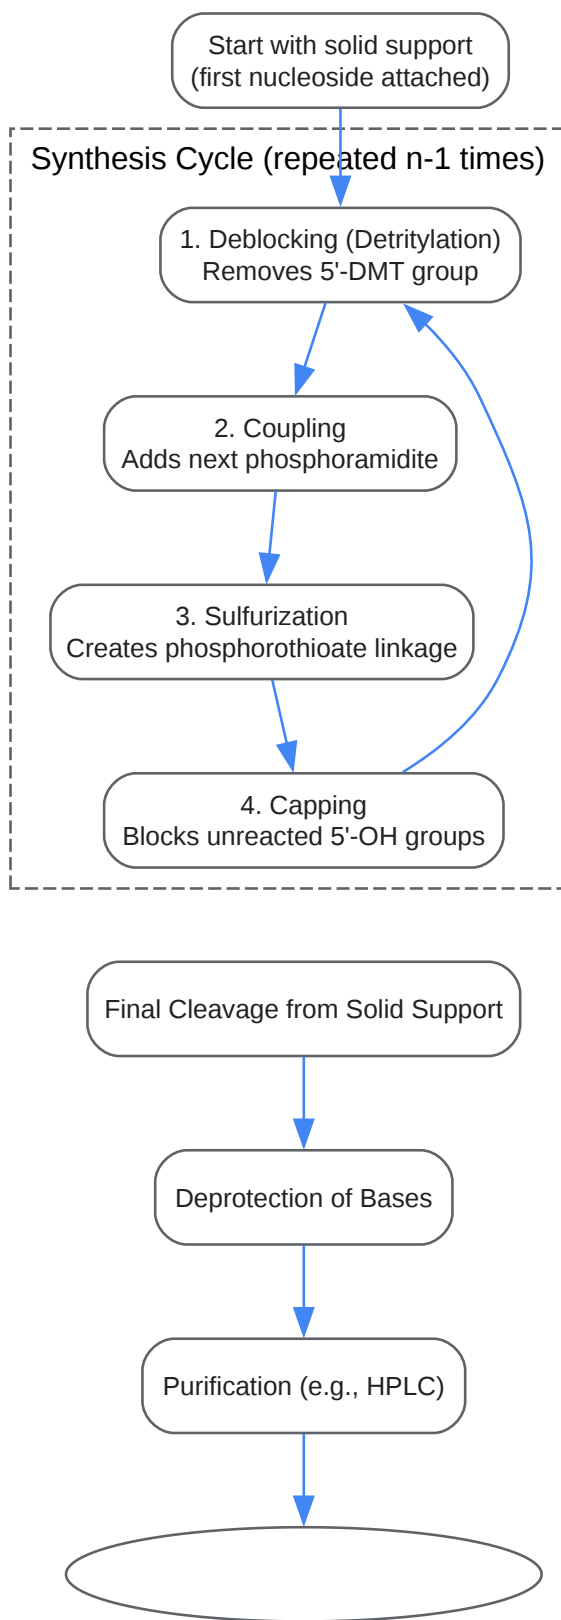 Start with solid support
(first nucleoside attached)
Synthesis Cycle (repeated n-1 times)
1. Deblocking (Detritylation)
Removes 5'-DMT group
2. Coupling
Adds next phosphoramidite
3. Sulfurization
Creates phosphorothioate linkage
4. Capping
Blocks unreacted 5'-OH groups
Final Cleavage from Solid Support
Deprotection of Bases
Purification (e.g., HPLC)